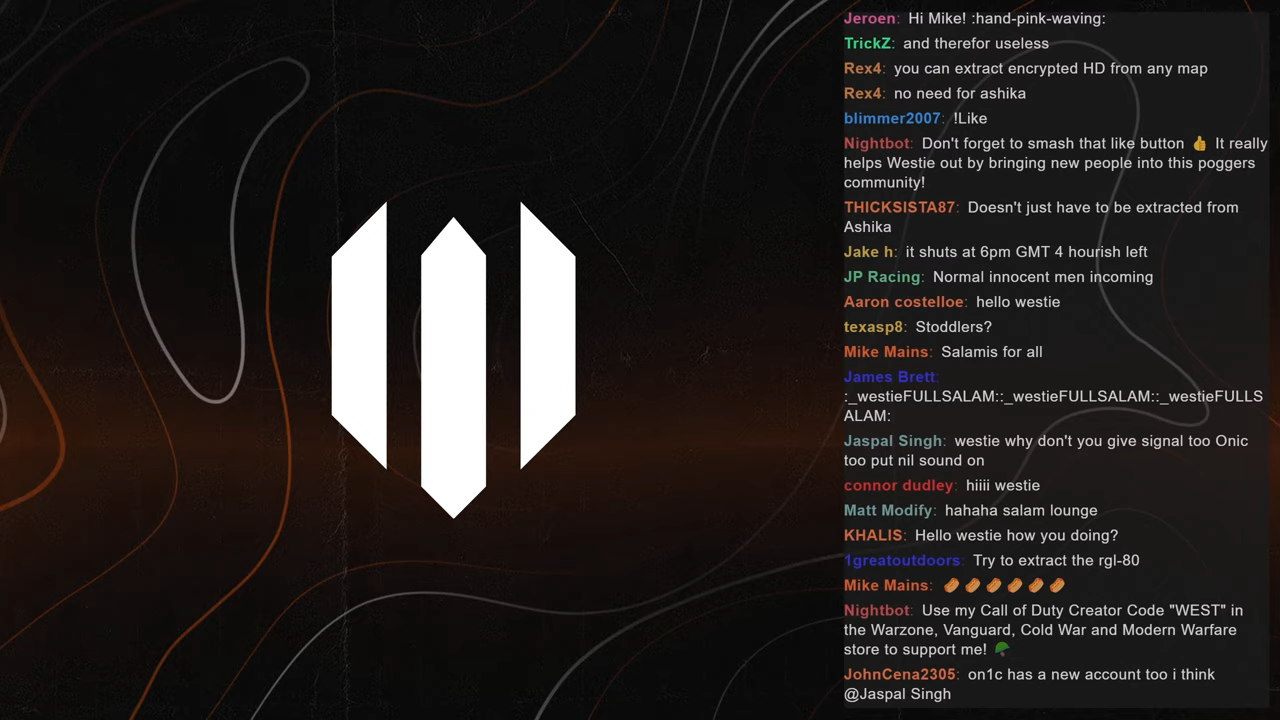 Jeroen: Hi Mike! :hand-pink-waving:
TrickZ: and therefor useless
Rex4: you can extract encrypted HD from any map
Rex4: no need for ashika
blimmer2007: !Like
Nightbot: Don't forget to smash that like button 👍 It really
helps Westie out by bringing new people into this poggers
community!
THICKSISTA87: Doesn't just have to be extracted from
Ashika
Jake h: it shuts at 6pm GMT 4 hourish left
JP Racing: Normal innocent men incoming
Aaron costelloe: hello westie
texasp8: Stoddlers?
Mike Mains: Salamis for all
James Brett:
:_westieFULLSALAM::_westieFULLSALAM::_westieFULLS
ALAM:
Jaspal Singh: westie why don't you give signal too Onic
too put nil sound on
connor dudley: hiiii westie
Matt Modify: hahaha salam lounge
KHALIS: Hello westie how you doing?
1greatoutdoors: Try to extract the rgl-80
Mike Mains: 🌭🌭🌭🌭🌭🌭
Nightbot: Use my Call of Duty Creator Code "WEST" in
the Warzone, Vanguard, Cold War and Modern Warfare
store to support me! 🪂
JohnCena2305: on1c has a new account too i think
@Jaspal Singh